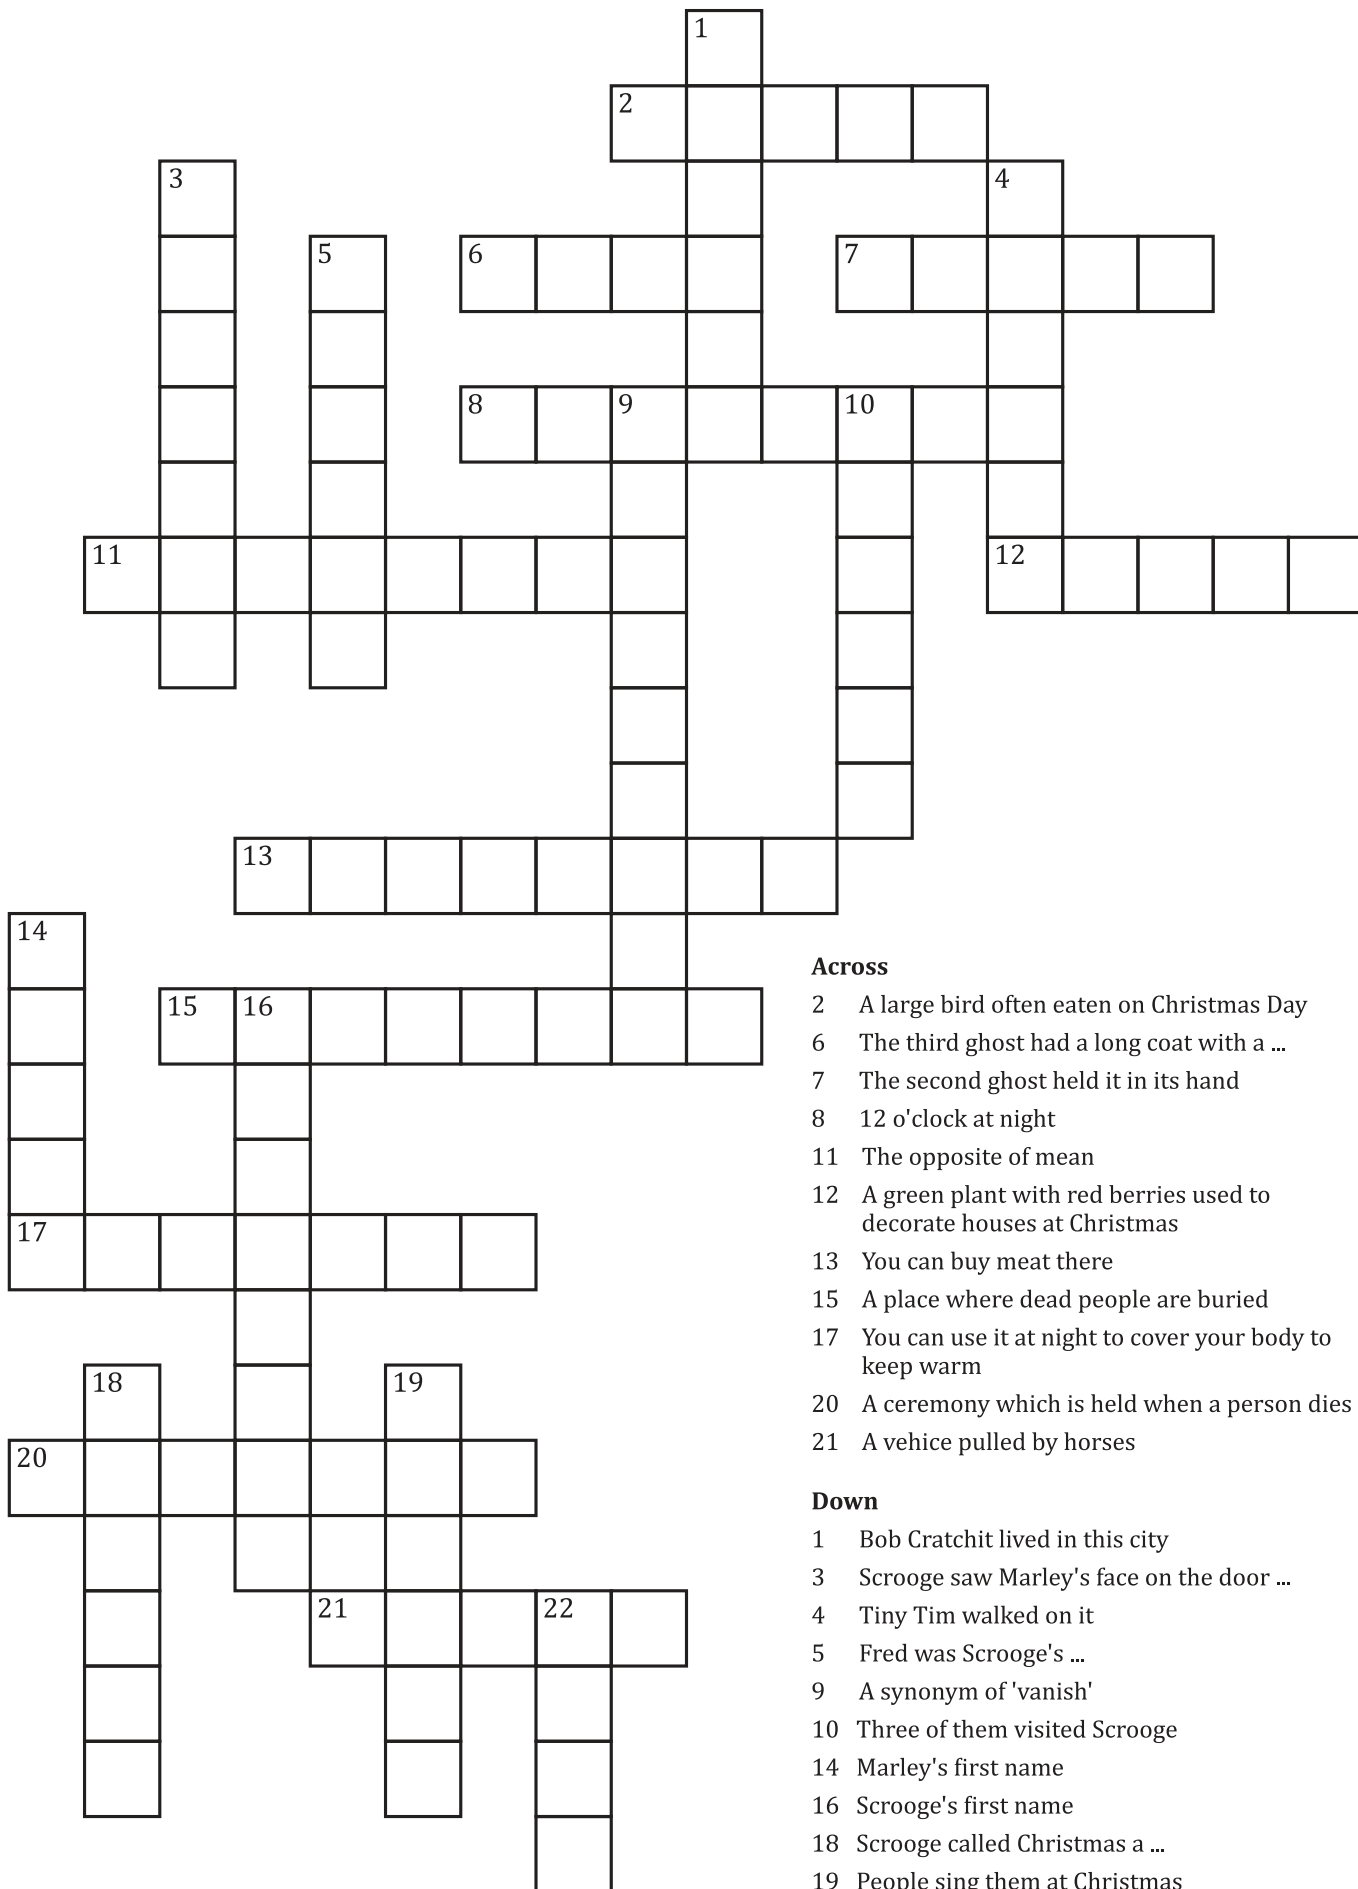 1
2
3
4
5
6
7
8
9
10
11
12
13
14
15
16
17
18
19
20
21
22
Across
2 A large bird often eaten on Christmas Day
6 The third ghost had a long coat with a ...
7 The second ghost held it in its hand
8 12 o'clock at night
11 The opposite of mean
12 A green plant with red berries used to
decorate houses at Christmas
13 You can buy meat there
15 A place where dead people are buried
17 You can use it at night to cover your body to
keep warm
20 A ceremony which is held when a person dies
21 A vehice pulled by horses
Down
1 Bob Cratchit lived in this city
3 Scrooge saw Marley's face on the door ...
4 Tiny Tim walked on it
5 Fred was Scrooge's ...
9 A synonym of 'vanish'
10 Three of them visited Scrooge
14 Marley's first name
16 Scrooge's first name
18 Scrooge called Christmas a ...
19 People sing them at Christmas